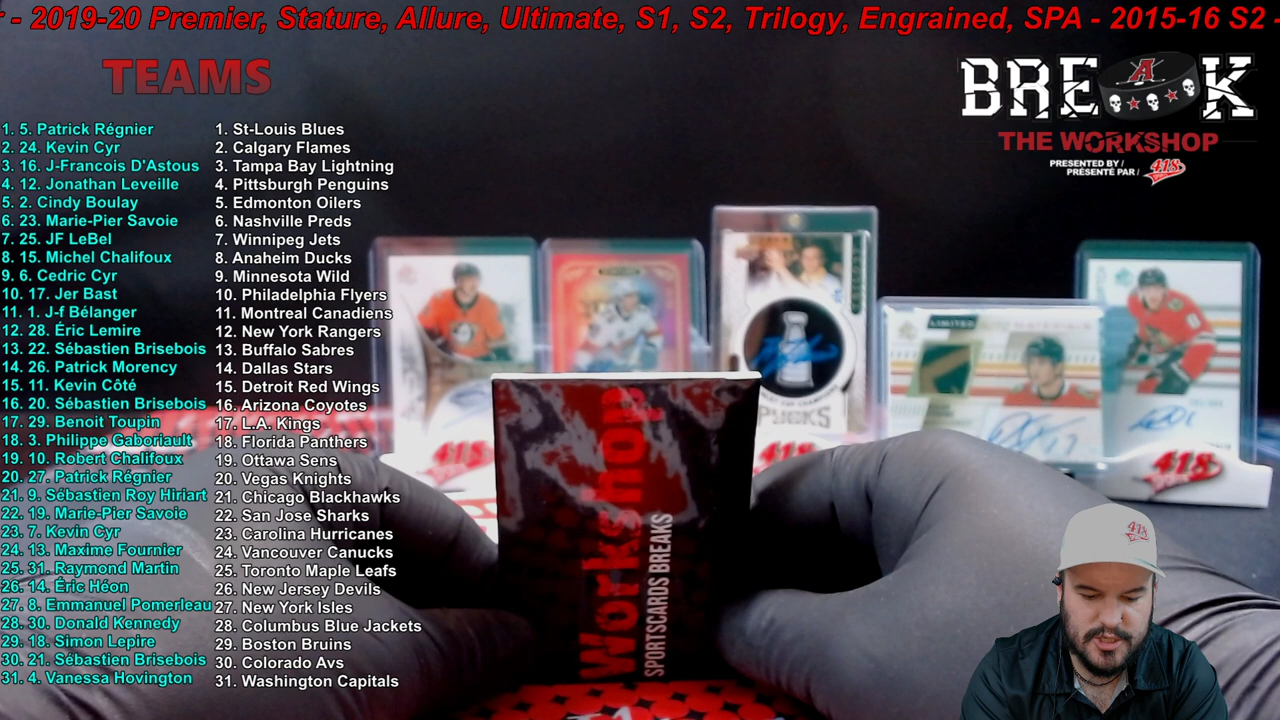 - 2019-20 Premier, Stature, Allure, Ultimate, S1, S2, Trilogy, Engrained, SPA - 2015-16 S2 -
TEAMS
BREAK
THE WORKSHOP
PRESENTED BY /
PRÉSENTÉ PAR /
418
1. 5. Patrick Régnier
2. 24. Kevin Cyr
3. 16. J-Francois D'Astous
4. 12. Jonathan Leveille
5. 2. Cindy Boulay
6. 23. Marie-Pier Savoie
7. 25. JF LeBel
8. 15. Michel Chalifoux
9. 6. Cedric Cyr
10. 17. Jer Bast
11. 1. J-f Bélanger
12. 28. Éric Lemire
13. 22. Sébastien Brisebois
14. 26. Patrick Morency
15. 11. Kevin Côté
16. 20. Sébastien Brisebois
17. 29. Benoit Toupin
18. 3. Philippe Gaboriault
19. 10. Robert Chalifoux
20. 27. Patrick Régnier
21. 9. Sébastien Roy Hiriart
22. 19. Marie-Pier Savoie
23. 7. Kevin Cyr
24. 13. Maxime Fournier
25. 31. Raymond Martin
26. 14. Éric Héon
27. 8. Emmanuel Pomerleau
28. 30. Donald Kennedy
29. 18. Simon Lepire
30. 21. Sébastien Brisebois
31. 4. Vanessa Hovington
1. St-Louis Blues
2. Calgary Flames
3. Tampa Bay Lightning
4. Pittsburgh Penguins
5. Edmonton Oilers
6. Nashville Preds
7. Winnipeg Jets
8. Anaheim Ducks
9. Minnesota Wild
10. Philadelphia Flyers
11. Montreal Canadiens
12. New York Rangers
13. Buffalo Sabres
14. Dallas Stars
15. Detroit Red Wings
16. Arizona Coyotes
17. L.A. Kings
18. Florida Panthers
19. Ottawa Sens
20. Vegas Knights
21. Chicago Blackhawks
22. San Jose Sharks
23. Carolina Hurricanes
24. Vancouver Canucks
25. Toronto Maple Leafs
26. New Jersey Devils
27. New York Isles
28. Columbus Blue Jackets
29. Boston Bruins
30. Colorado Avs
31. Washington Capitals
LIMITED
PUCKS
418
418
Workshop
SPORTSCARDS BREAKS
418